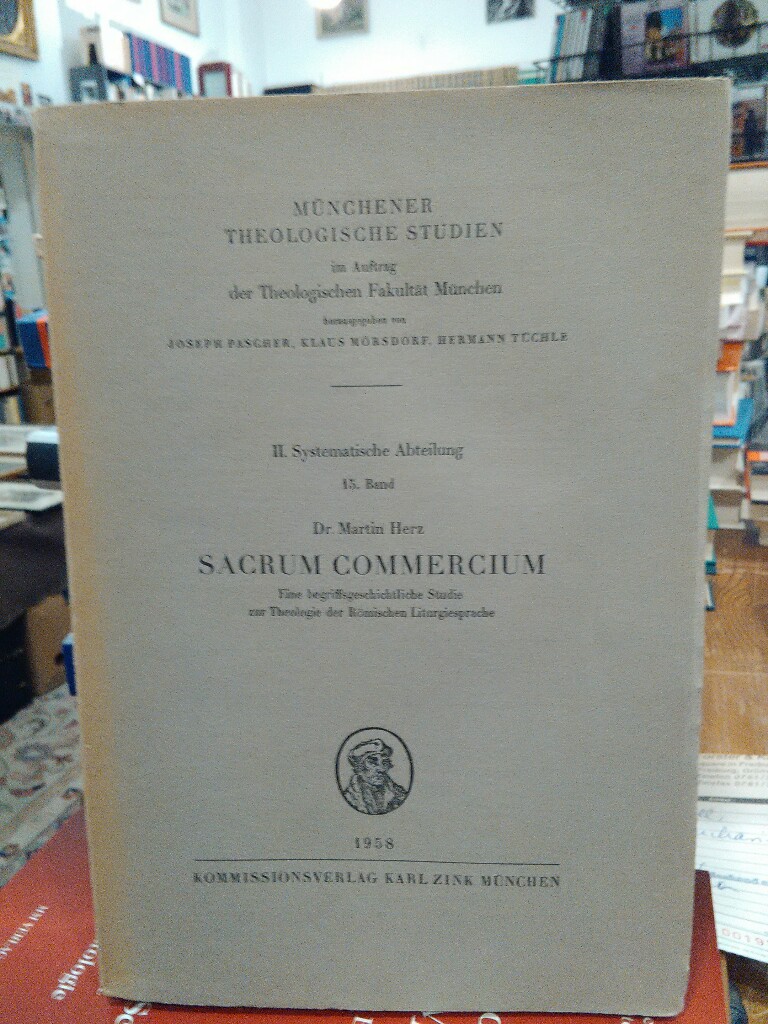 MÜNCHENER
THEOLOGISCHE STUDIEN
im Auftrag
der Theologischen Fakultät München
herausgegeben von
JOSEPH PASCHER, KLAUS MÖRSDORF, HERMANN TÜCHLE
II. Systematische Abteilung
15. Band
Dr. Martin Herz
SACRUM COMMERCIUM
Eine begriffsgeschichtliche Studie
zur Theologie der Römischen Liturgiesprache
1958
KOMMISSIONSVERLAG KARL ZINK MÜNCHEN